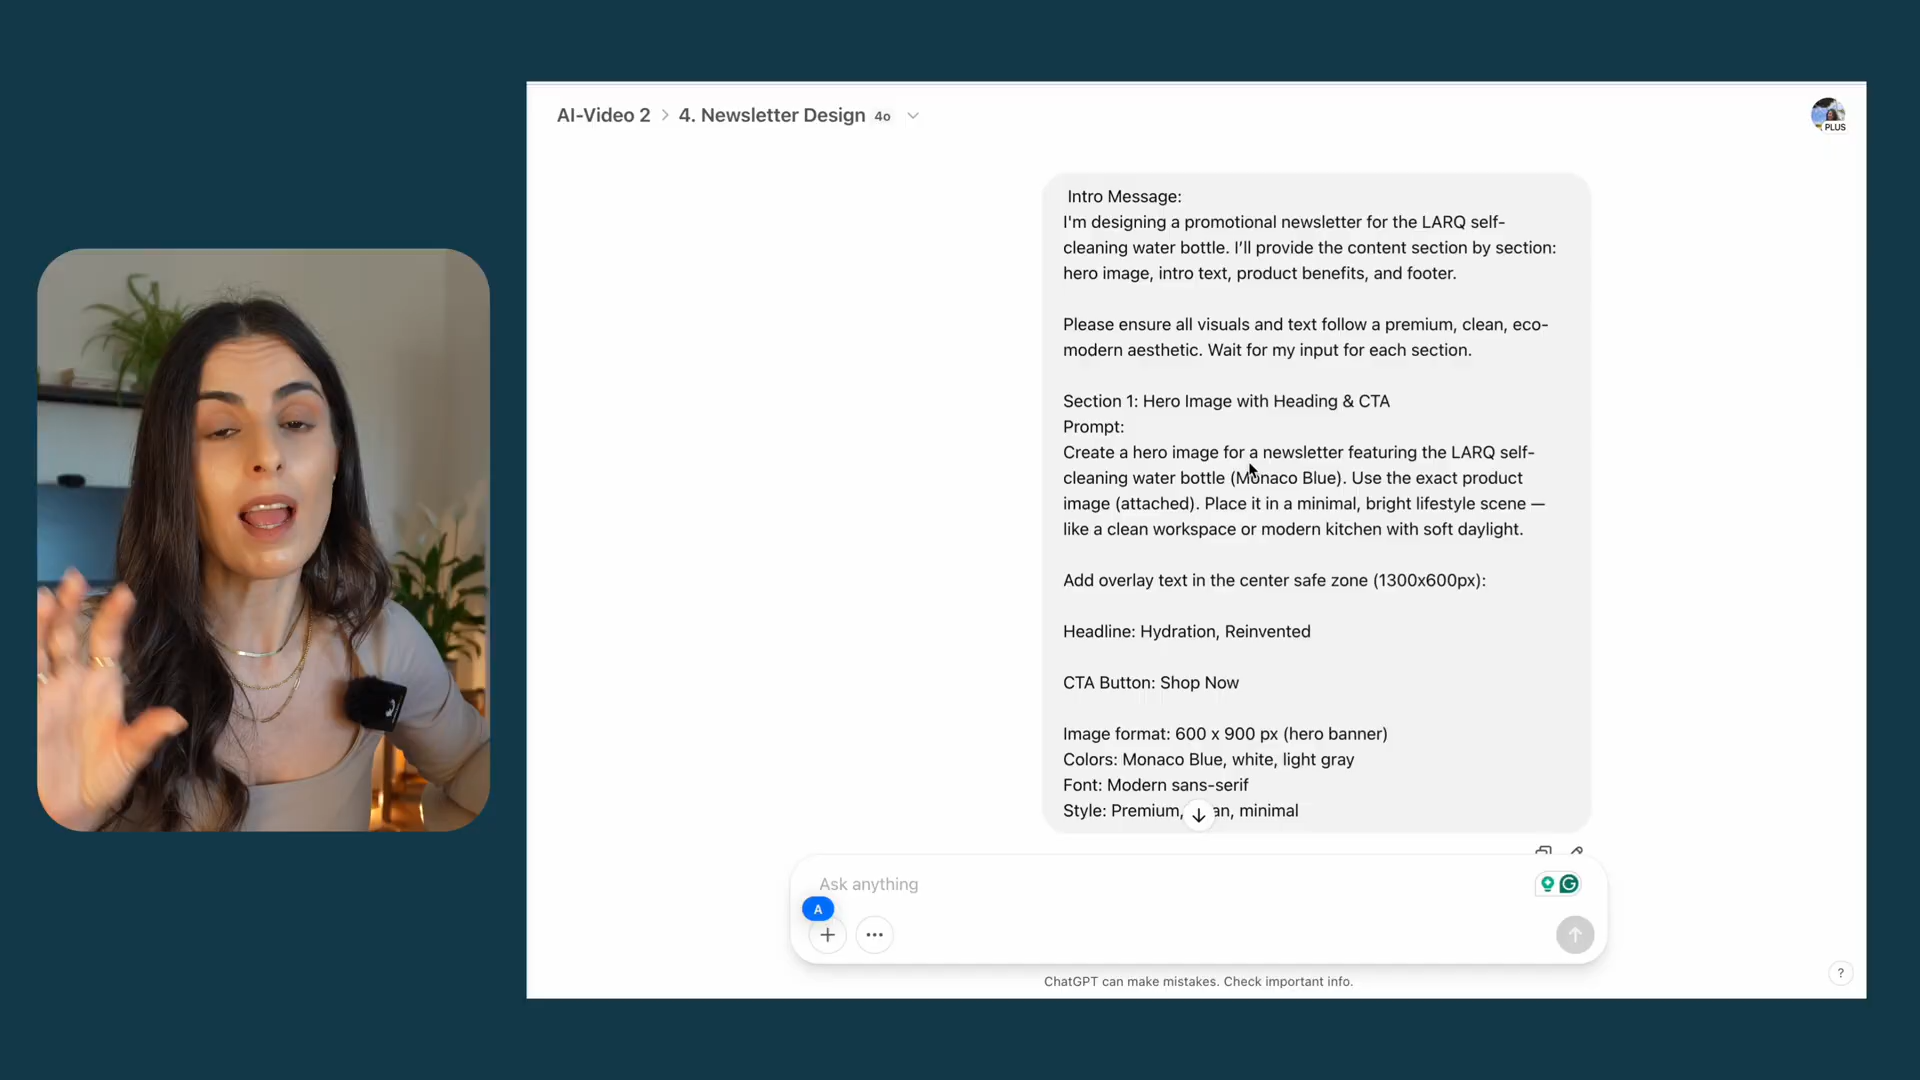 AI-Video 2 > 4. Newsletter Design 4o
PLUS
Intro Message:
I'm designing a promotional newsletter for the LARQ self-
cleaning water bottle. I’ll provide the content section by section:
hero image, intro text, product benefits, and footer.
Please ensure all visuals and text follow a premium, clean, eco-
modern aesthetic. Wait for my input for each section.
Section 1: Hero Image with Heading & CTA
Prompt:
Create a hero image for a newsletter featuring the LARQ self-
cleaning water bottle (Monaco Blue). Use the exact product
image (attached). Place it in a minimal, bright lifestyle scene —
like a clean workspace or modern kitchen with soft daylight.
Add overlay text in the center safe zone (1300x600px):
Headline: Hydration, Reinvented
CTA Button: Shop Now
Image format: 600 x 900 px (hero banner)
Colors: Monaco Blue, white, light gray
Font: Modern sans-serif
Style: Premium, an, minimal
Ask anything
A
ChatGPT can make mistakes. Check important info.
?